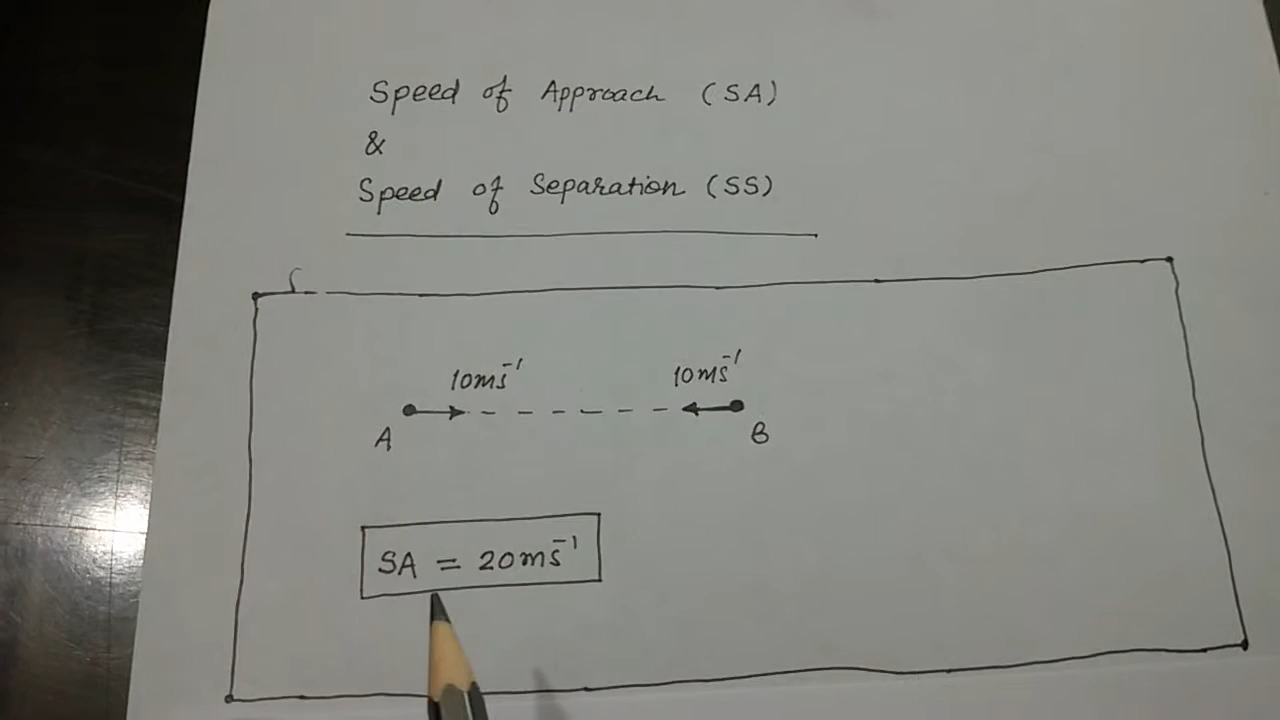 Speed of Approach (SA)
&
Speed of Separation (SS)
10ms⁻¹ 10ms⁻¹
A B
SA = 20ms⁻¹